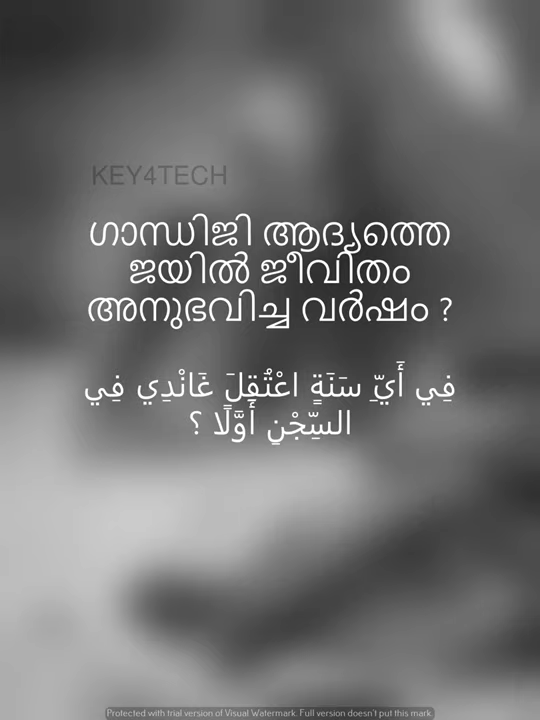 KEY4TECH
ഗാന്ധിജി ആദ്യത്തെ
ജയിൽ ജീവിതം
അനുഭവിച്ച വർഷം ?
فِي أَيِّ سَنَةٍ اعْتُقِلَ غَانْدِي فِي
السِّجْنِ أَوَّلًا ؟
Protected with trial version of Visual Watermark. Full version doesn't put this mark.